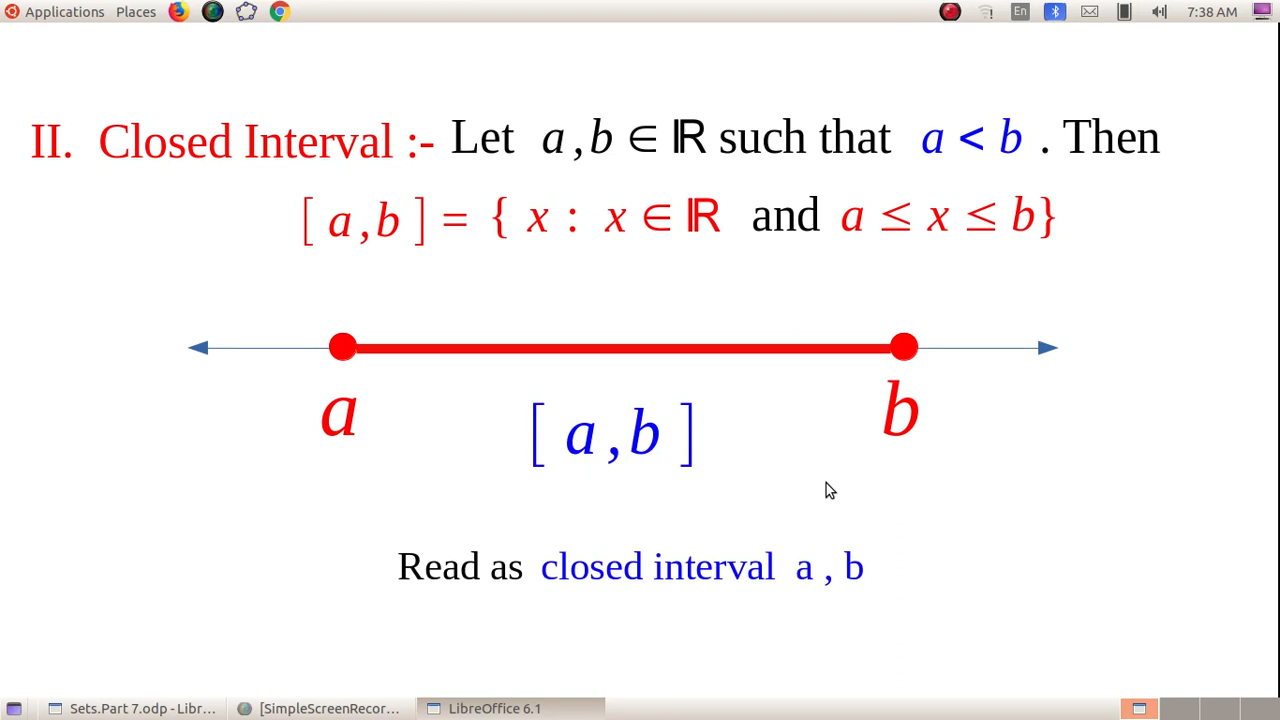 Applications Places En 7:38 AM
II. Closed Interval :- Let a , b ∈ ℝ such that a < b . Then
[ a , b ] = { x : x ∈ ℝ and a ≤ x ≤ b}
a b
[ a , b ]
Read as closed interval a , b
Sets.Part 7.odp - Libr... [SimpleScreenRecor... LibreOffice 6.1